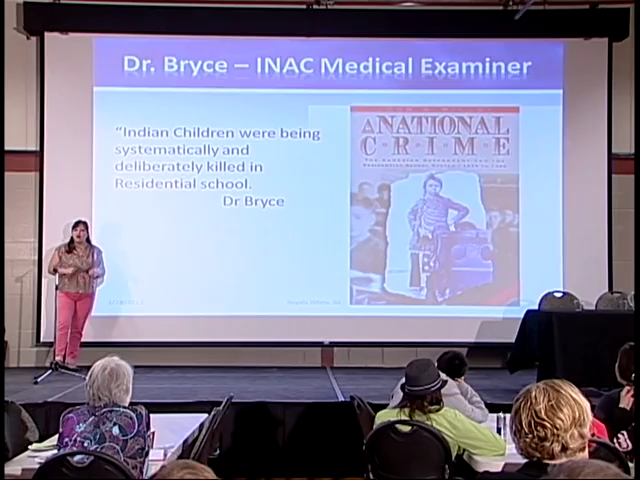 Dr. Bryce – INAC Medical Examiner
“Indian Children were being
systematically and
deliberately killed in
Residential school.
Dr Bryce
A NATIONAL
CRIME